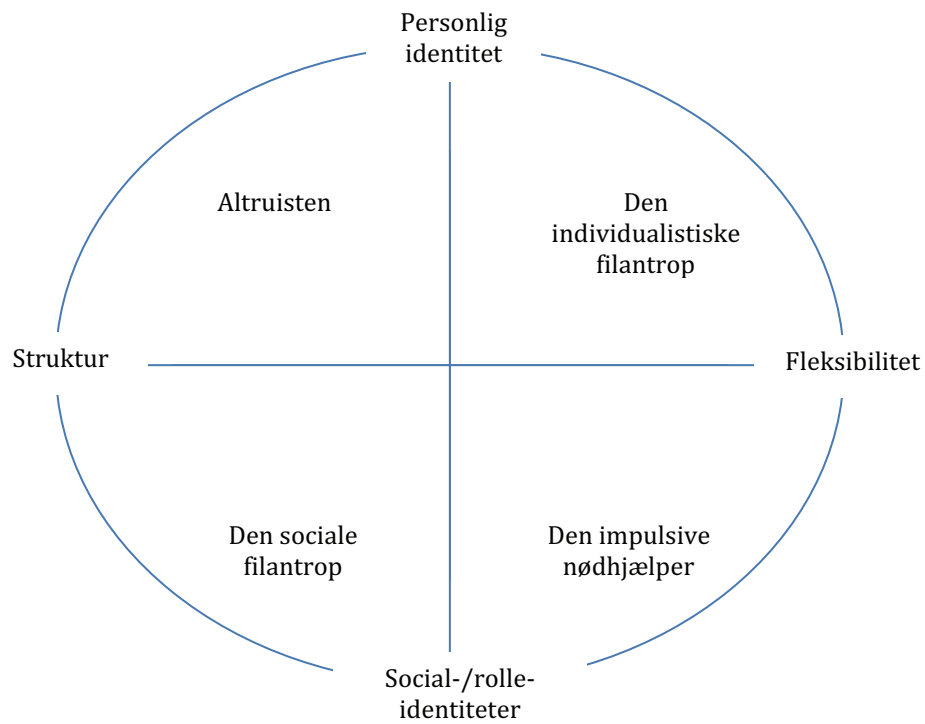 Personlig
identitet
Altruisten
Den
individualistiske
filantrop
Struktur
Fleksibilitet
Den sociale
filantrop
Den impulsive
nødhjælper
Social-/rolle-
identiteter